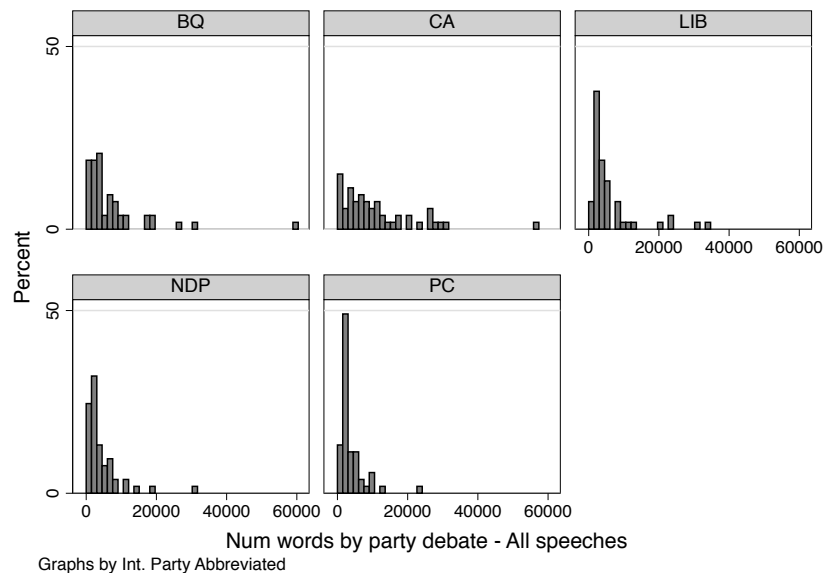 BQ
CA
LIB
50
0
0 20000 40000 60000
NDP
PC
50
0
0 20000 40000 60000
0 20000 40000 60000
Percent
Num words by party debate - All speeches
Graphs by Int. Party Abbreviated